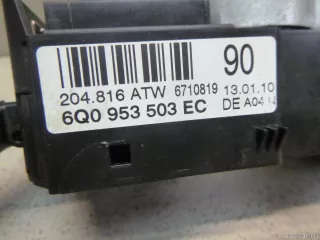 90
204.816 ATW 6710819 13.01.10
6Q0 953 503 EC DE A04